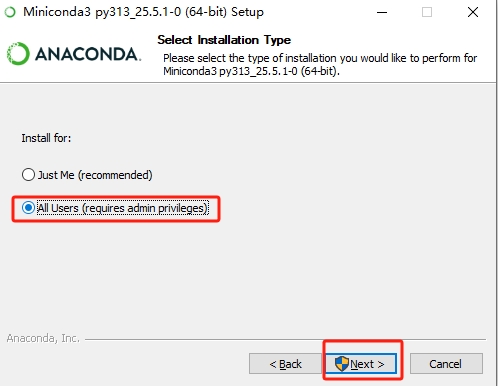 Miniconda3 py313_25.5.1-0 (64-bit) Setup
ANACONDA.
Select Installation Type
Please select the type of installation you would like to perform for
Miniconda3 py313_25.5.1-0 (64-bit).
Install for:
Just Me (recommended)
All Users (requires admin privileges)
Anaconda, Inc.
< Back
Next >
Cancel